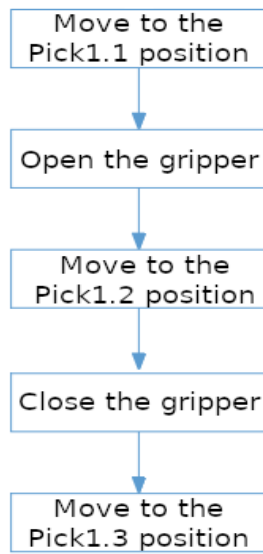 Move to the
Pick1.1 position
Open the gripper
Move to the
Pick1.2 position
Close the gripper
Move to the
Pick1.3 position